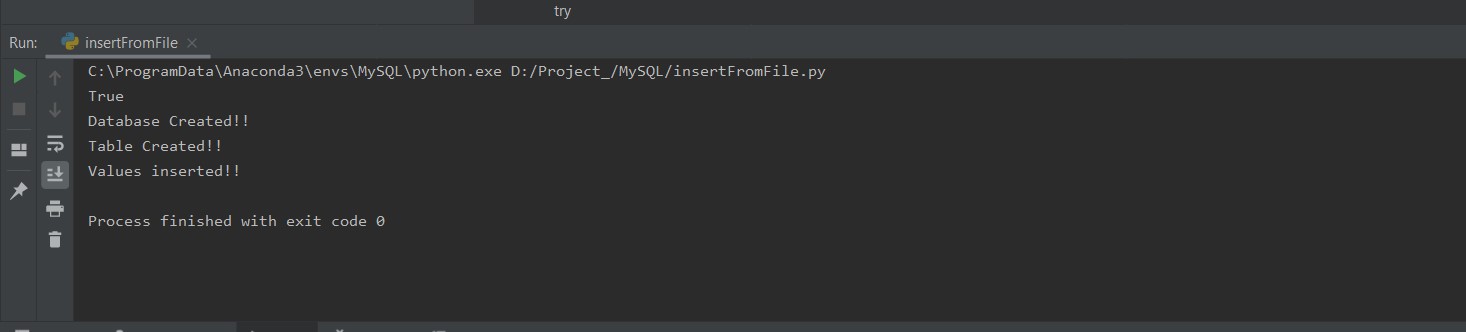 try
Run: insertFromFile
C:\ProgramData\Anaconda3\envs\MySQL\python.exe D:/Project_/MySQL/insertFromFile.py
True
Database Created!!
Table Created!!
Values inserted!!
Process finished with exit code 0